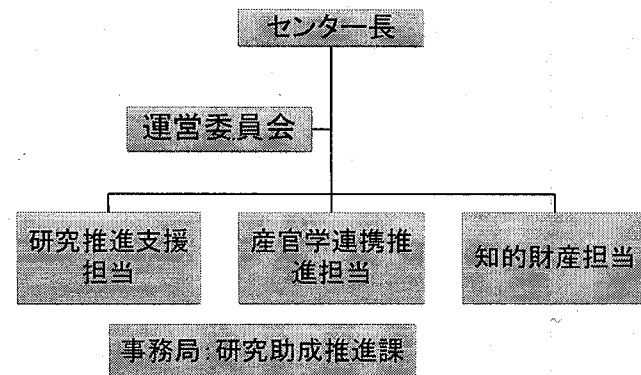 センター長
運営委員会
研究推進支援
担当
産官学連携推
進担当
知的財産担当
事務局:研究助成推進課